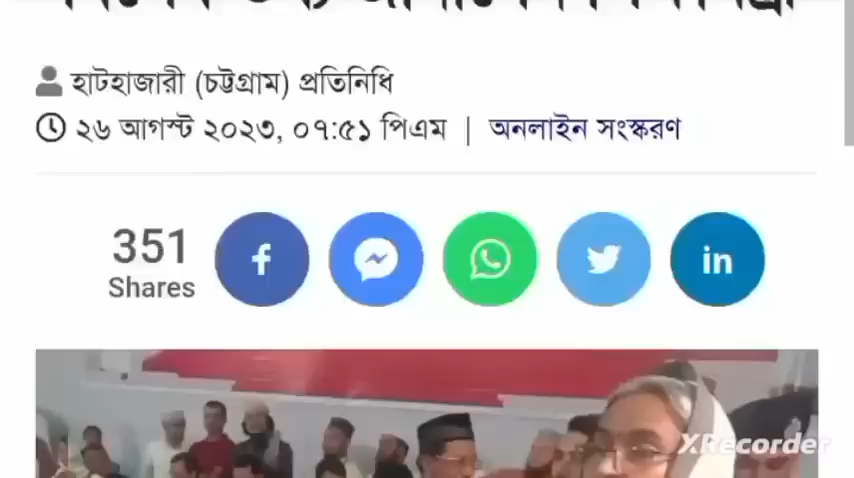 হাটহাজারী (চট্টগ্রাম) প্রতিনিধি
২৬ আগস্ট ২০২৩, ০৭:৫১ পিএম | অনলাইন সংস্করণ
351
Shares
XRecorder